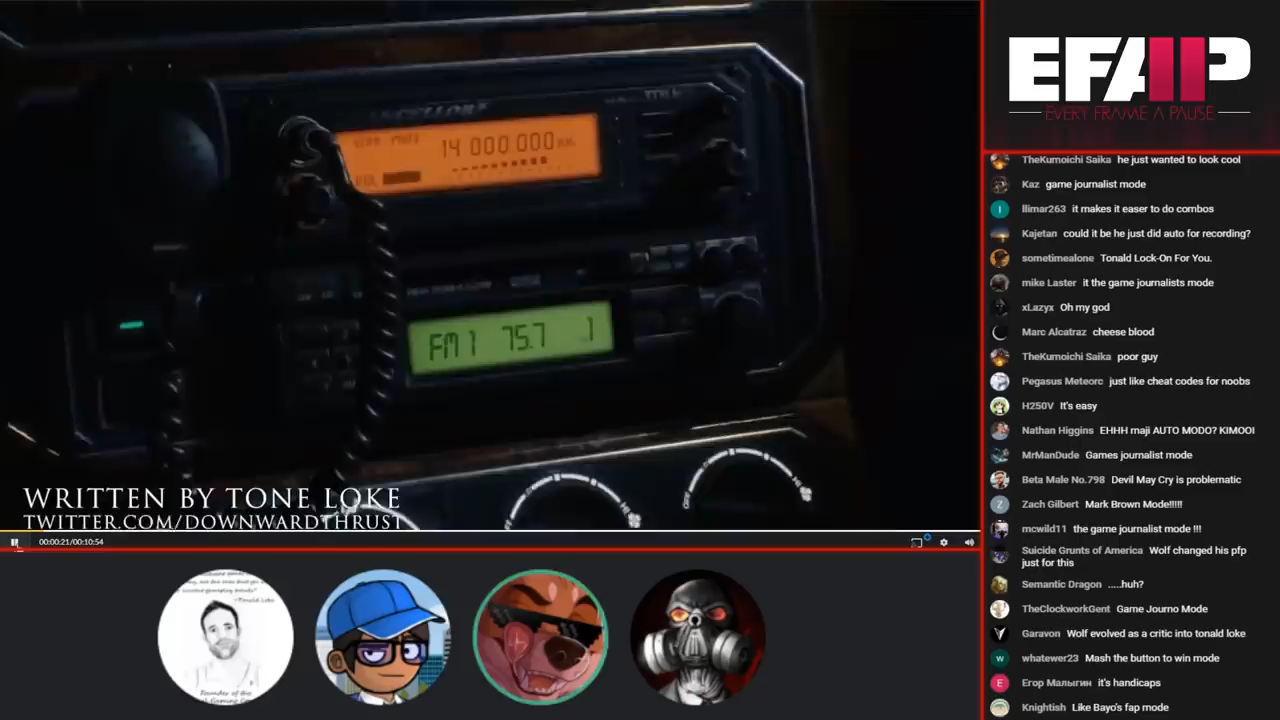 14 000.000
FM 1 75.7 1
WRITTEN BY TONE LOKE
TWITTER.COM/DOWNWARDTHRUST
00:00:21/00:10:54
~Tonald Loke
Founder of the
EFAP
EVERY FRAME A PAUSE
TheKumoichi Saika he just wanted to look cool
Kaz game journalist mode
llimar263 it makes it easer to do combos
Kajetan could it be he just did auto for recording?
sometimealone Tonald Lock-On For You.
mike Laster it the game journalists mode
xLazyx Oh my god
Marc Alcatraz cheese blood
TheKumoichi Saika poor guy
Pegasus Meteorc just like cheat codes for noobs
H250V It's easy
Nathan Higgins EHHH maji AUTO MODO? KIMOOI
MrManDude Games journalist mode
Beta Male No.798 Devil May Cry is problematic
Z
Zach Gilbert Mark Brown Mode!!!!!
mcwild11 the game journalist mode !!!
Suicide Grunts of America Wolf changed his pfp
just for this
Semantic Dragon .....huh?
TheClockworkGent Game Journo Mode
Garavon Wolf evolved as a critic into tonald loke
w
whatewer23 Mash the button to win mode
E
Егор Малыгин it's handicaps
Knightish Like Bayo's fap mode